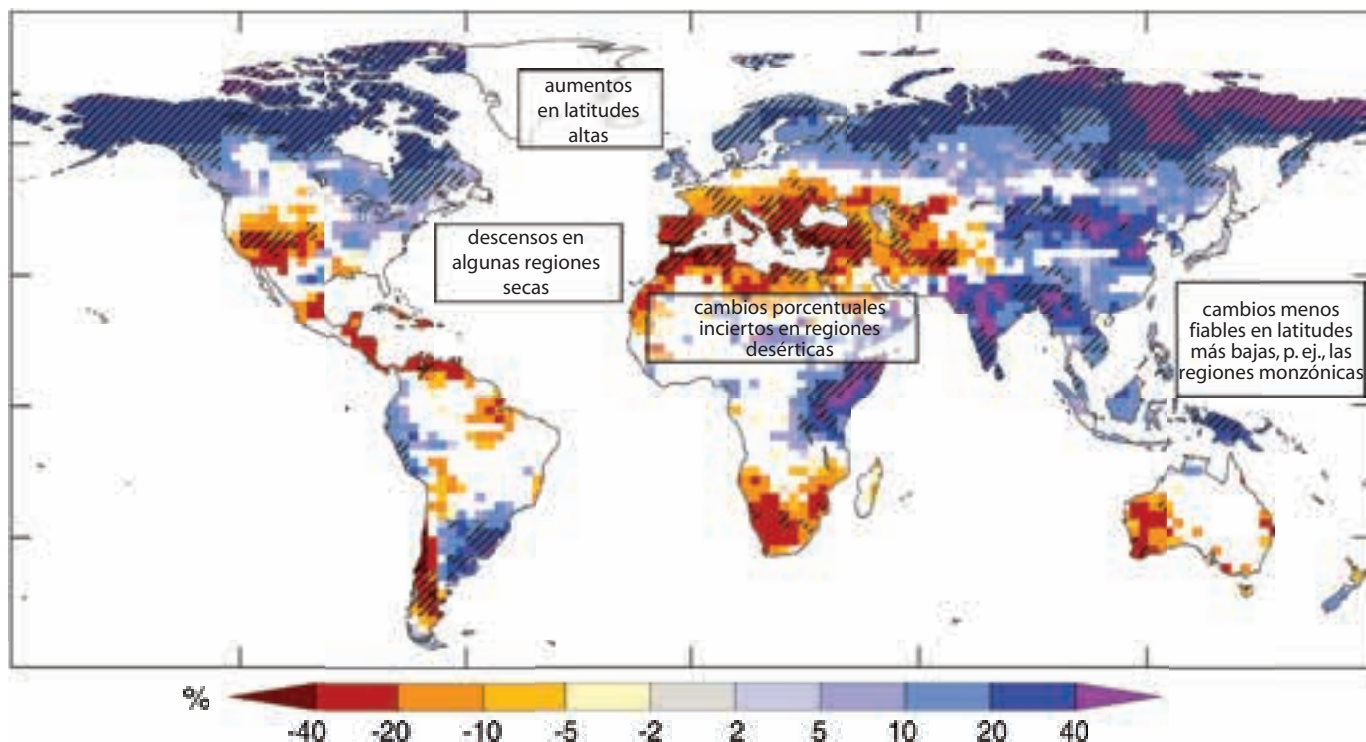 aumentos
en latitudes
altas
descensos en
algunas regiones
secas
cambios porcentuales
inciertos en regiones
desérticas
cambios menos
fiables en latitudes
más bajas, p. ej., las
regiones monzónicas
%
-40 -20 -10 -5 -2 2 5 10 20 40